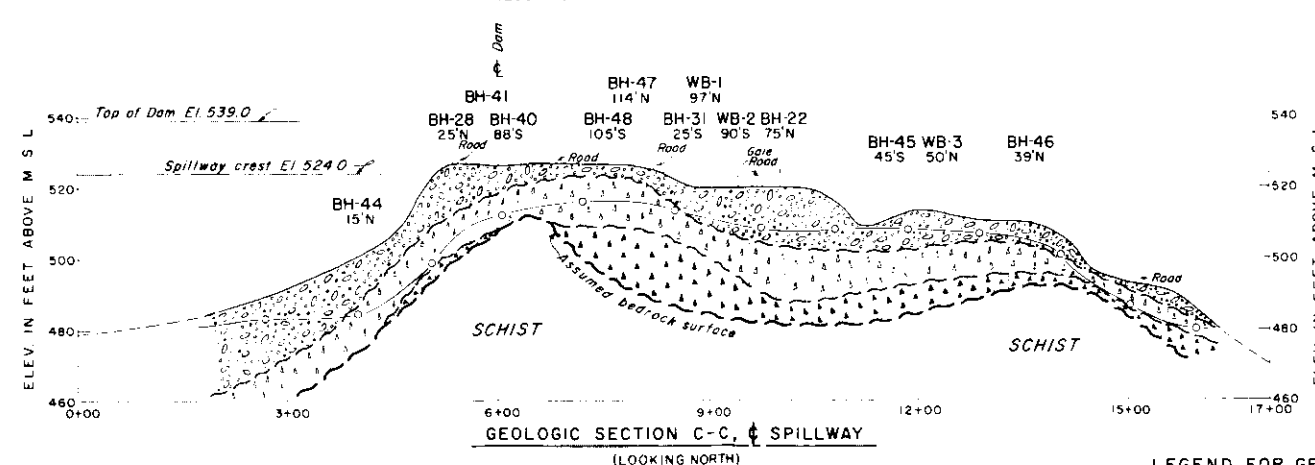 ℄ Dam
BH-47 WB-1
114'N 97'N
BH-41
BH-28 BH-40 BH-48 BH-31 WB-2 BH-22
25'N 88'S 105'S 25'S 90'S 75'N
Top of Dam El. 539.0
Road Road Road Gate Road
BH-45 WB-3 BH-46
45'S 50'N 39'N
Spillway crest El 524.0
BH-44
15'N
Road
ELEV. IN FEET ABOVE M S L
540
520
500
480
460
540
520
500
480
460
Assumed bedrock surface
SCHIST SCHIST
0+00 3+00 6+00 9+00 12+00 15+00 17+00
GEOLOGIC SECTION C-C, ℄ SPILLWAY
(LOOKING NORTH)
LEGEND FOR GE